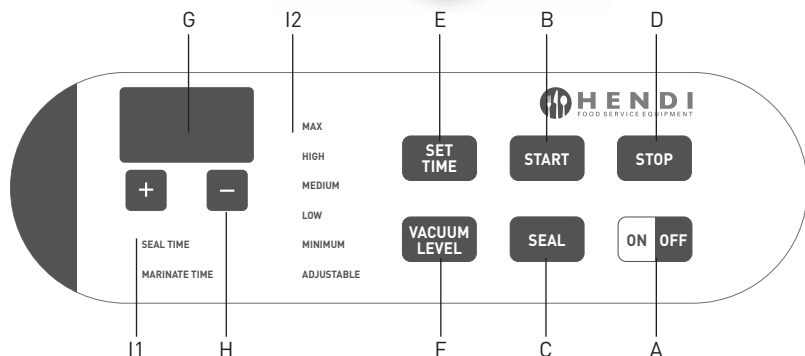 G I2 E B D
HENDI
FOOD SERVICE EQUIPMENT
MAX
HIGH
MEDIUM
LOW
MINIMUM
ADJUSTABLE
+ −
SEAL TIME
MARINATE TIME
SET
TIME
START
STOP
VACUUM
LEVEL
SEAL
ON OFF
I1 H F C A